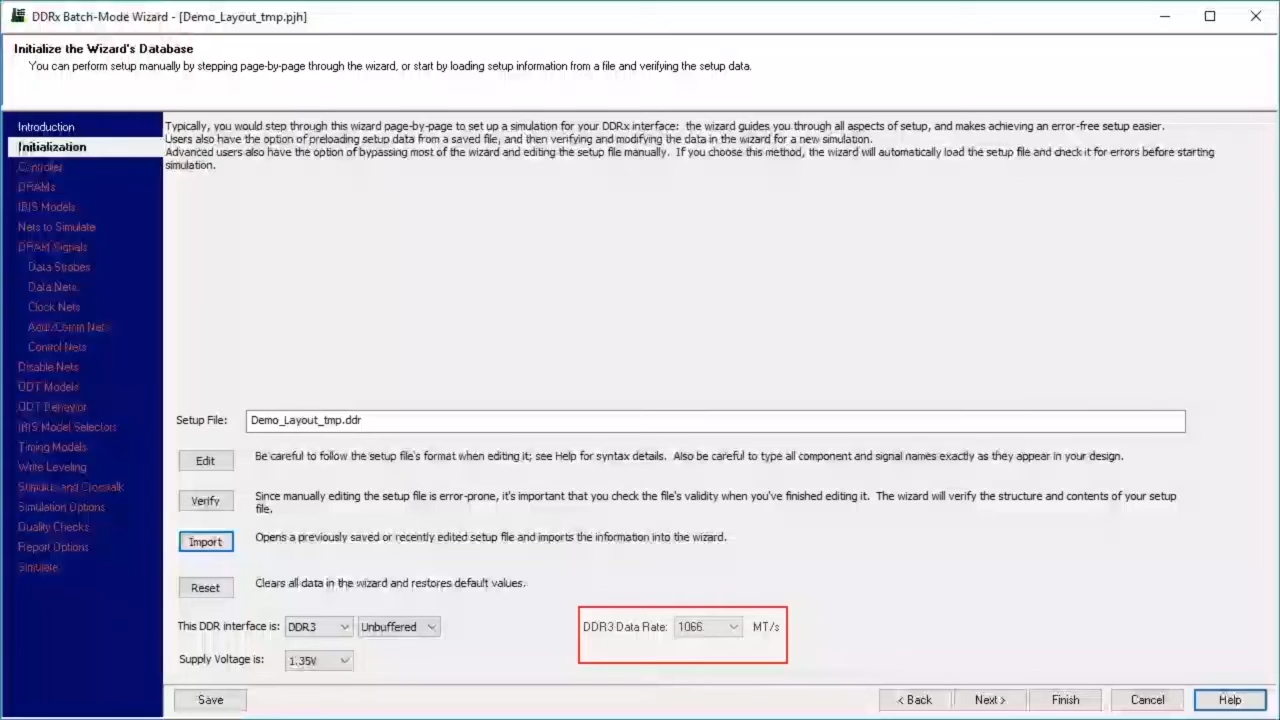 DDRx Batch-Mode Wizard - [Demo_Layout_tmp.pjh]
Initialize the Wizard's Database
You can perform setup manually by stepping page-by-page through the wizard, or start by loading setup information from a file and verifying the setup data.
Introduction
Initialization
Controller
DRAMs
IBIS Models
Nets to Simulate
DRAM Signals
Data Strobes
Data Nets
Clock Nets
Addr/Comm Nets
Control Nets
Disable Nets
ODT Models
ODT Behavior
IBIS Model Selectors
Timing Models
Write Leveling
Stimulus and Crosstalk
Simulation Options
Quality Checks
Report Options
Simulate
Typically, you would step through this wizard page-by-page to set up a simulation for your DDRx interface: the wizard guides you through all aspects of setup, and makes achieving an error-free setup easier.
Users also have the option of preloading setup data from a saved file, and then verifying and modifying the data in the wizard for a new simulation.
Advanced users also have the option of bypassing most of the wizard and editing the setup file manually. If you choose this method, the wizard will automatically load the setup file and check it for errors before starting
simulation.
Setup File: Demo_Layout_tmp.ddr
Edit Be careful to follow the setup file's format when editing it; see Help for syntax details. Also be careful to type all component and signal names exactly as they appear in your design.
Verify Since manually editing the setup file is error-prone, it's important that you check the file's validity when you've finished editing it. The wizard will verify the structure and contents of your setup
file.
Import Opens a previously saved or recently edited setup file and imports the information into the wizard.
Reset Clears all data in the wizard and restores default values.
This DDR interface is: DDR3 Unbuffered DDR3 Data Rate: 1066 MT/s
Supply Voltage is: 1.35V
Save < Back Next > Finish Cancel Help